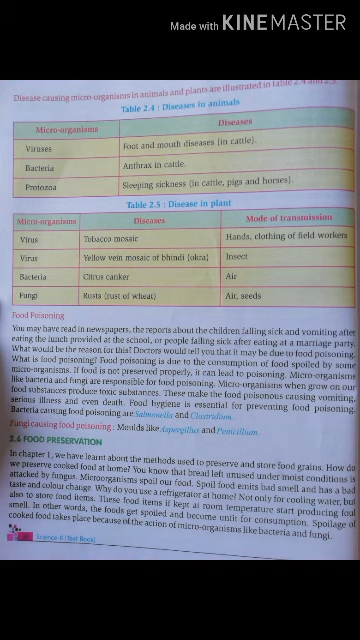 Made with KINEMASTER
Disease causing micro-organisms in animals and plants are illustrated in table 2.4 and 2.5
Table 2.4 : Diseases in animals
Micro-organisms Diseases
Viruses Foot and mouth diseases (in cattle).
Bacteria Anthrax in cattle.
Protozoa Sleeping sickness (in cattle, pigs and horses).
Table 2.5 : Disease in plant
Micro-organisms Diseases Mode of transmission
Virus Tobacco mosaic Hands, clothing of field workers
Virus Yellow vein mosaic of bhindi (okra) Insect
Bacteria Citrus canker Air
Fungi Rusts (rust of wheat) Air, seeds
Food Poisoning
You may have read in newspapers, the reports about the children falling sick and vomiting after
eating the lunch provided at the school, or people falling sick after eating at a marriage party.
What would be the reason for this? Doctors would tell you that it may be due to food poisoning.
What is food poisoning? Food poisoning is due to the consumption of food spoiled by some
micro-organisms. If food is not preserved properly, it can lead to poisoning. Micro-organisms
like bacteria and fungi are responsible for food poisoning. Micro-organisms when grow on our
food substances produce toxic substances. These make the food poisonous causing vomiting,
serious illness and even death. Food hygiene is essential for preventing food poisoning.
Bacteria causing food poisoning are Salmonella and Clostridium.
Fungi causing food poisoning : Moulds like Aspergillus and Penicillium.
2.6 FOOD PRESERVATION
In chapter 1, we have learnt about the methods used to preserve and store food grains. How do
we preserve cooked food at home? You know that bread left unused under moist conditions is
attacked by fungus. Microorganisms spoil our food. Spoil food emits bad smell and has a bad
taste and colour change. Why do you use a refrigerator at home? Not only for cooling water, but
also to store food items. These food items if kept at room temperature start producing foul
smell. In other words, the foods get spoiled and become unfit for consumption. Spoilage of
cooked food takes place because of the action of micro-organisms like bacteria and fungi.
Science-8 (Text Book)